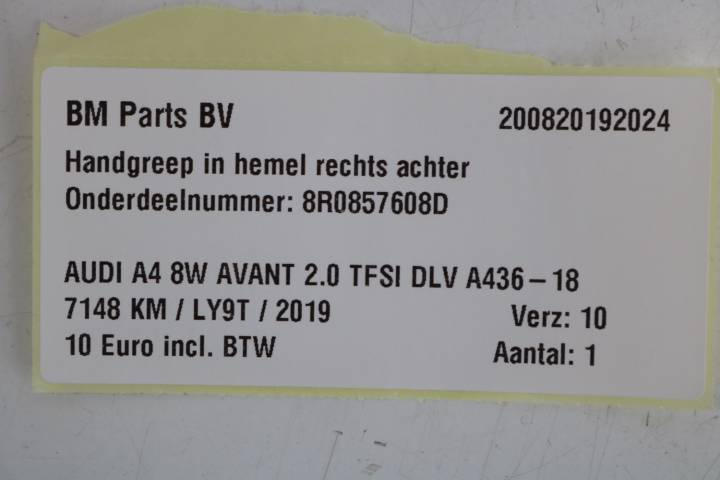 BM Parts BV 200820192024
Handgreep in hemel rechts achter
Onderdeelnummer: 8R0857608D
AUDI A4 8W AVANT 2.0 TFSI DLV A436 – 18
7148 KM / LY9T / 2019 Verz: 10
10 Euro incl. BTW Aantal: 1